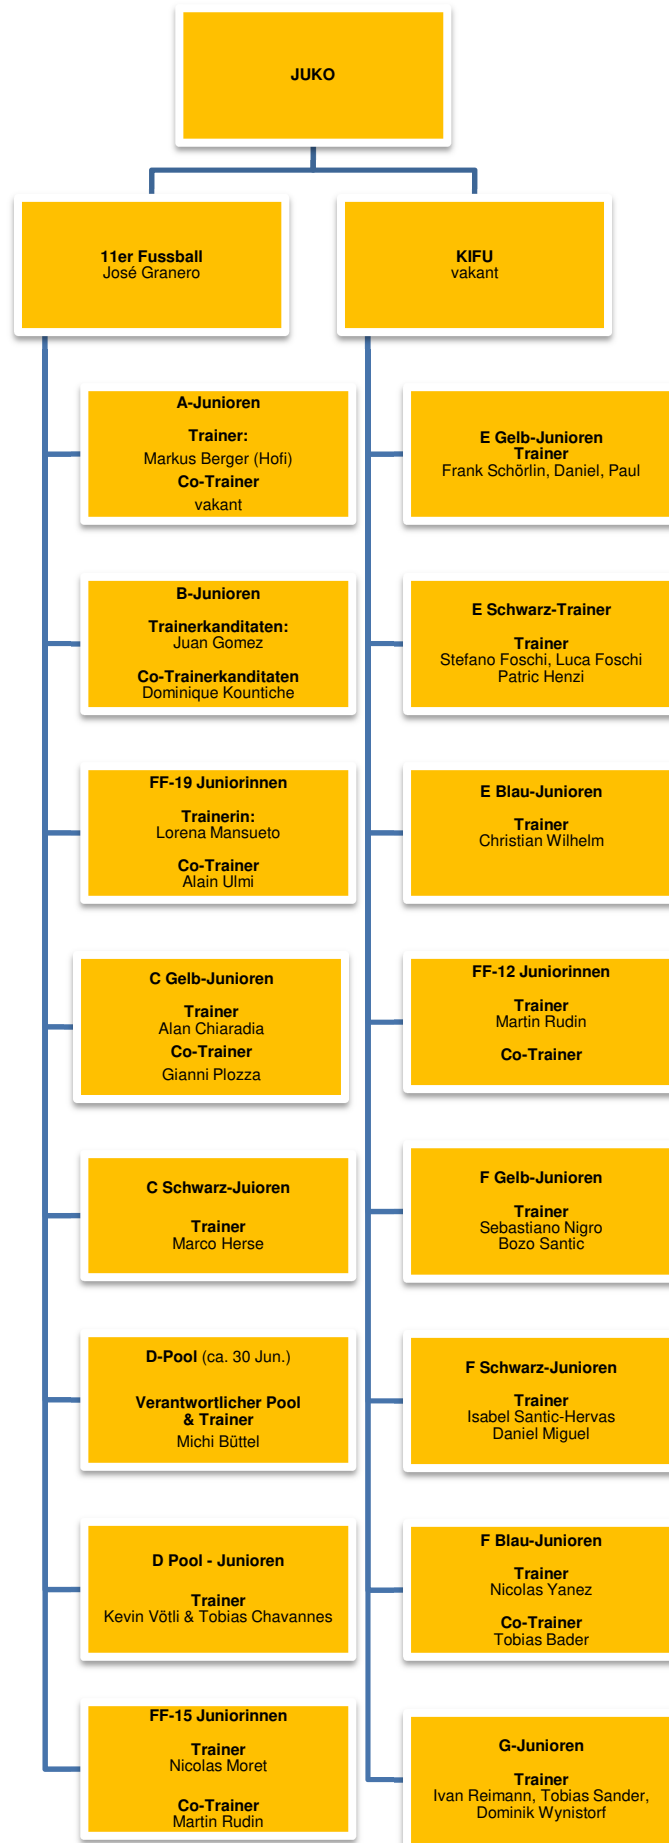 JUKO
11er Fussball
José Granero
KIFU
vakant
A-Junioren
Trainer:
Markus Berger (Hofi)
Co-Trainer
vakant
B-Junioren
Trainerkanditaten:
Juan Gomez
Co-Trainerkanditaten
Dominique Kountiche
FF-19 Juniorinnen
Trainerin:
Lorena Mansueto
Co-Trainer
Alain Ulmi
C Gelb-Junioren
Trainer
Alan Chiaradia
Co-Trainer
Gianni Plozza
C Schwarz-Juioren
Trainer
Marco Herse
D-Pool (ca. 30 Jun.)
Verantwortlicher Pool
& Trainer
Michi Büttel
D Pool - Junioren
Trainer
Kevin Vötli & Tobias Chavannes
FF-15 Juniorinnen
Trainer
Nicolas Moret
Co-Trainer
Martin Rudin
E Gelb-Junioren
Trainer
Frank Schörlin, Daniel, Paul
E Schwarz-Trainer
Trainer
Stefano Foschi, Luca Foschi
Patric Henzi
E Blau-Junioren
Trainer
Christian Wilhelm
FF-12 Juniorinnen
Trainer
Martin Rudin
Co-Trainer
F Gelb-Junioren
Trainer
Sebastiano Nigro
Bozo Santic
F Schwarz-Junioren
Trainer
Isabel Santic-Hervas
Daniel Miguel
F Blau-Junioren
Trainer
Nicolas Yanez
Co-Trainer
Tobias Bader
G-Junioren
Trainer
Ivan Reimann, Tobias Sander,
Dominik Wynistorf